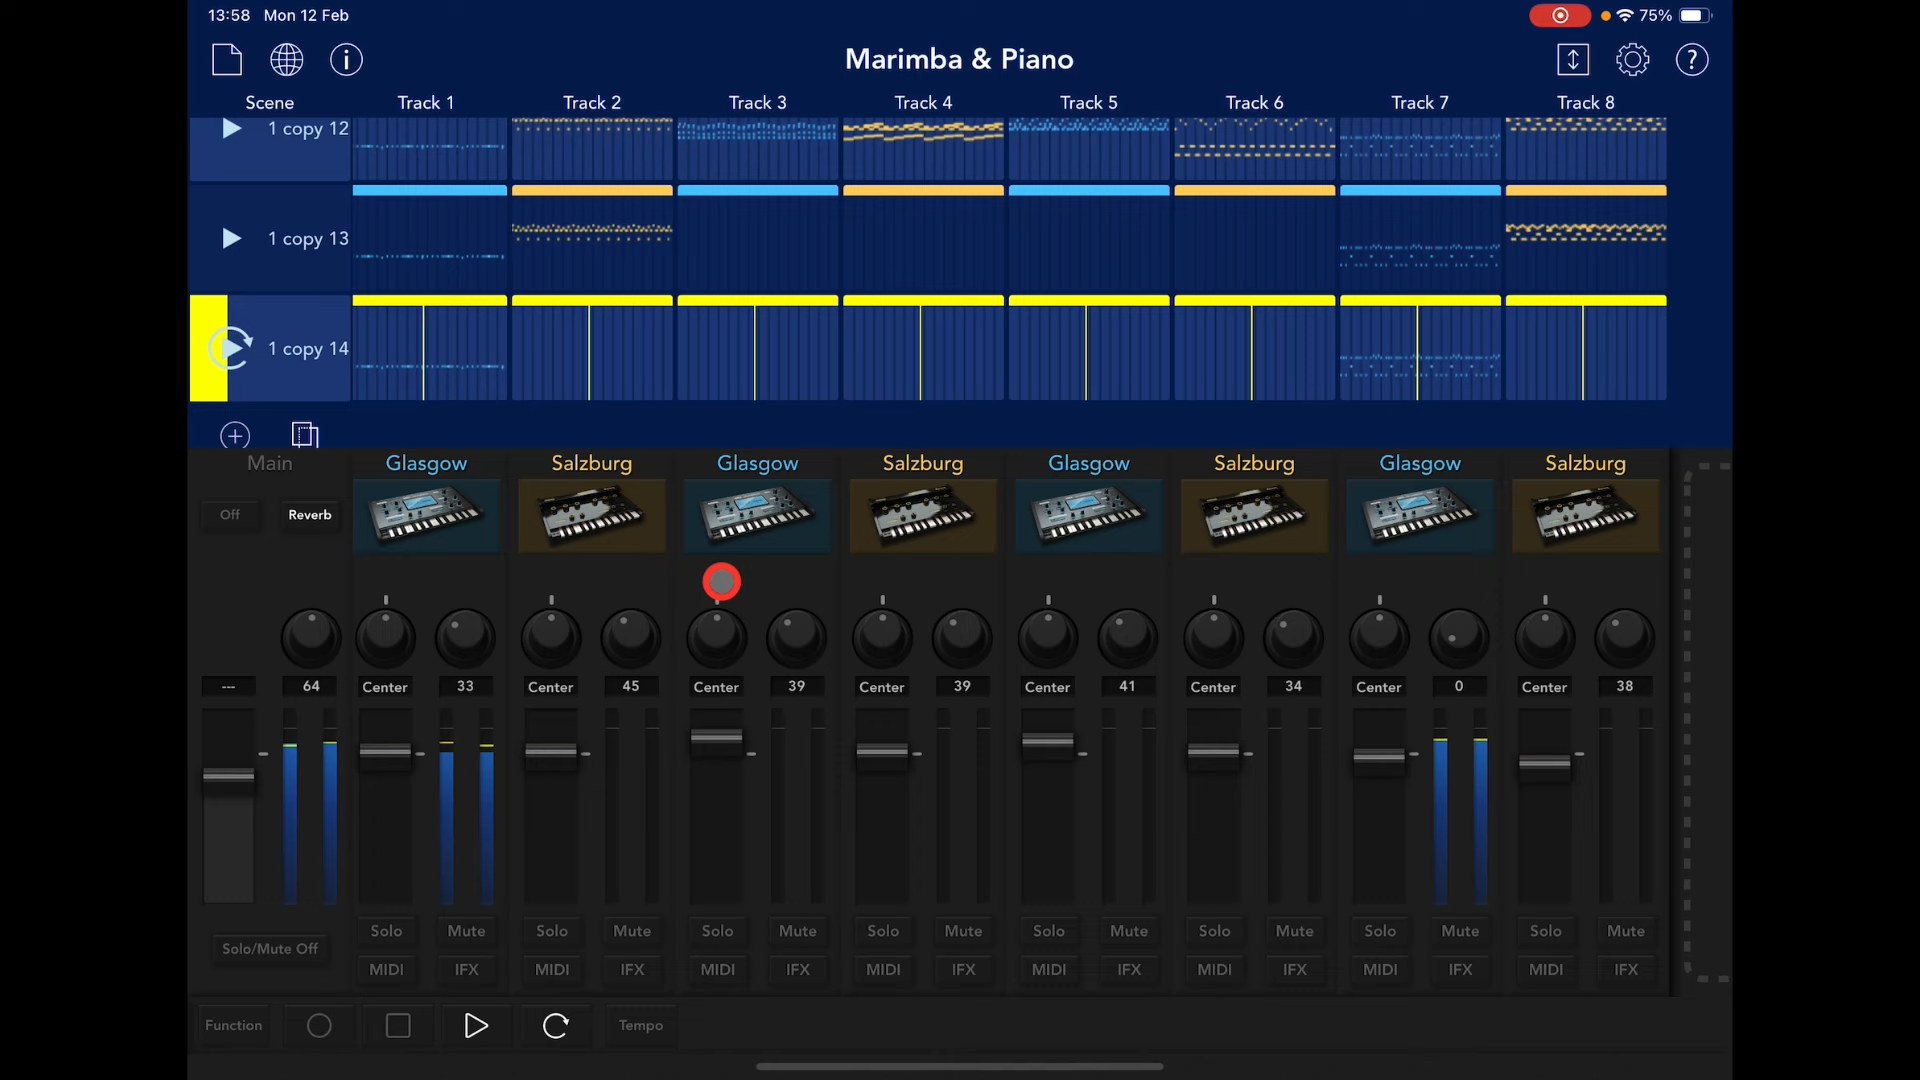 13:58 Mon 12 Feb 75%
Marimba & Piano
Scene Track 1 Track 2 Track 3 Track 4 Track 5 Track 6 Track 7 Track 8
1 copy 12
1 copy 13
1 copy 14
Main Glasgow Salzburg Glasgow Salzburg Glasgow Salzburg Glasgow Salzburg
Off Reverb
--- 64 Center 33 Center 45 Center 39 Center 39 Center 41 Center 34 Center 0 Center 38
Solo Mute Solo Mute Solo Mute Solo Mute Solo Mute Solo Mute Solo Mute Solo Mute
Solo/Mute Off
MIDI IFX MIDI IFX MIDI IFX MIDI IFX MIDI IFX MIDI IFX MIDI IFX MIDI IFX
Function Tempo